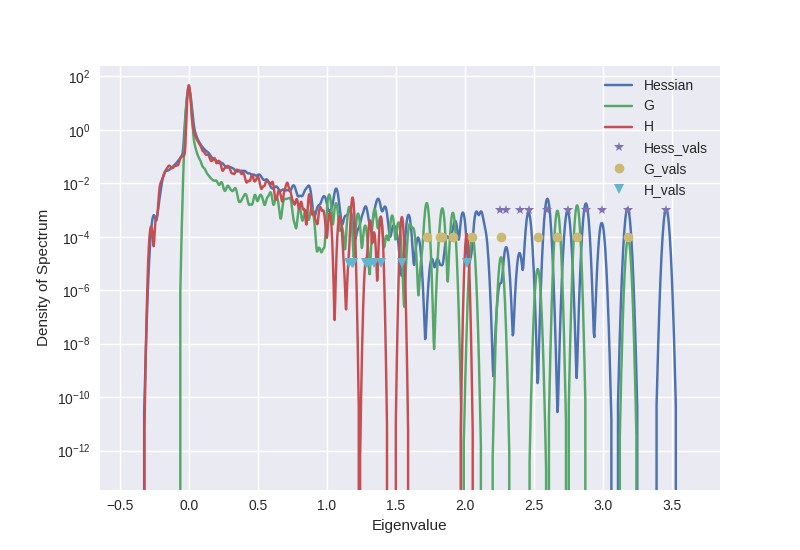 10^2
10^0
10^−2
10^−4
10^−6
10^−8
10^−10
10^−12
Density of Spectrum
Hessian
G
H
Hess_vals
G_vals
H_vals
−0.5 0.0 0.5 1.0 1.5 2.0 2.5 3.0 3.5
Eigenvalue